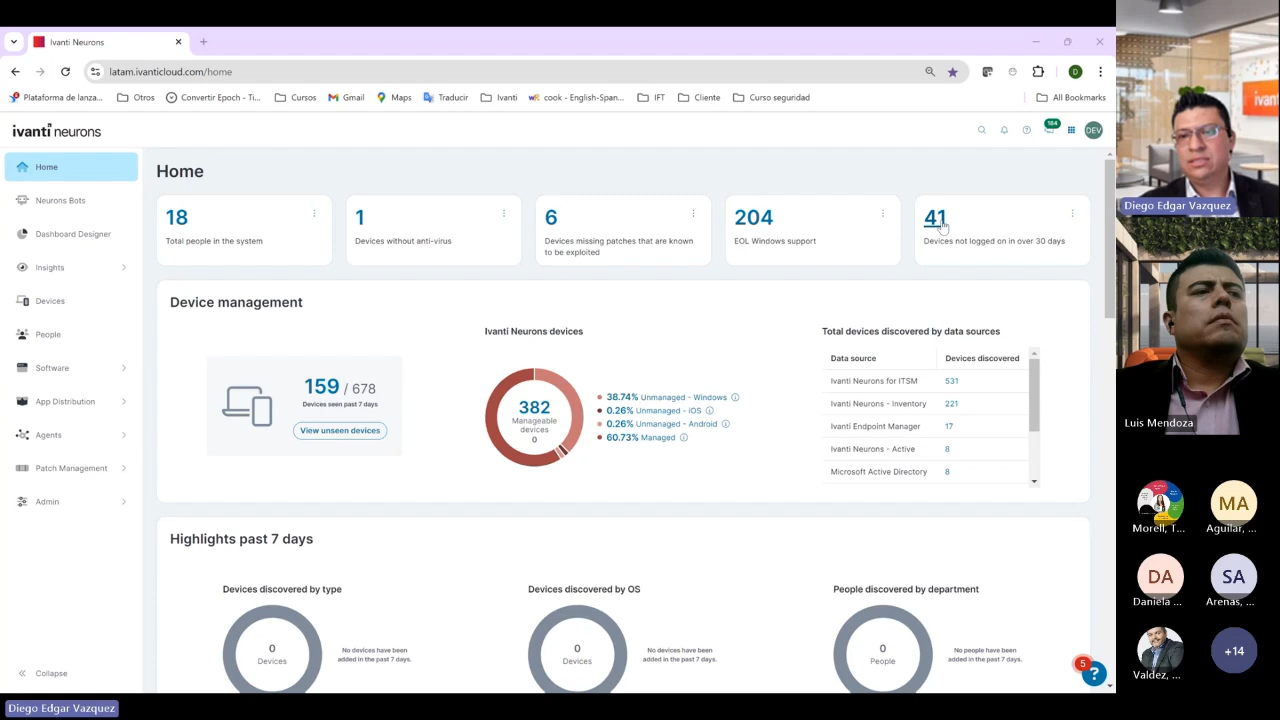 Ivanti Neurons
latam.ivanticloud.com/home
Plataforma de lanza...
Otros
Convertir Epoch - Ti...
Cursos
Gmail
Maps
Traducir
Ivanti
cook - English-Span...
IFT
Cliente
Curso seguridad
All Bookmarks
D
ivanti neurons
184
DEV
Home
Neurons Bots
Dashboard Designer
Insights
Devices
People
Software
App Distribution
Agents
Patch Management
Admin
Collapse
Home
18
Total people in the system
1
Devices without anti-virus
6
Devices missing patches that are known
to be exploited
204
EOL Windows support
41
Devices not logged on in over 30 days
Device management
159 / 678
Devices seen past 7 days
View unseen devices
Ivanti Neurons devices
382
Manageable
devices
0
38.74% Unmanaged - Windows
0.26% Unmanaged - iOS
0.26% Unmanaged - Android
60.73% Managed
Total devices discovered by data sources
Data source Devices discovered
Ivanti Neurons for ITSM 531
Ivanti Neurons - Inventory 221
Ivanti Endpoint Manager 17
Ivanti Neurons - Active 8
Microsoft Active Directory 8
Highlights past 7 days
Devices discovered by type
0
Devices
No devices have been
added in the past 7 days.
Devices discovered by OS
0
Devices
No devices have been
added in the past 7 days.
People discovered by department
0
People
No people have been
added in the past 7 days.
5
?
ivanti
Diego Edgar Vazquez
Luis Mendoza
Morell, T...
MA
Aguilar, ...
DA
Daniela ...
SA
Arenas, ...
Valdez, ...
+14
Diego Edgar Vazquez